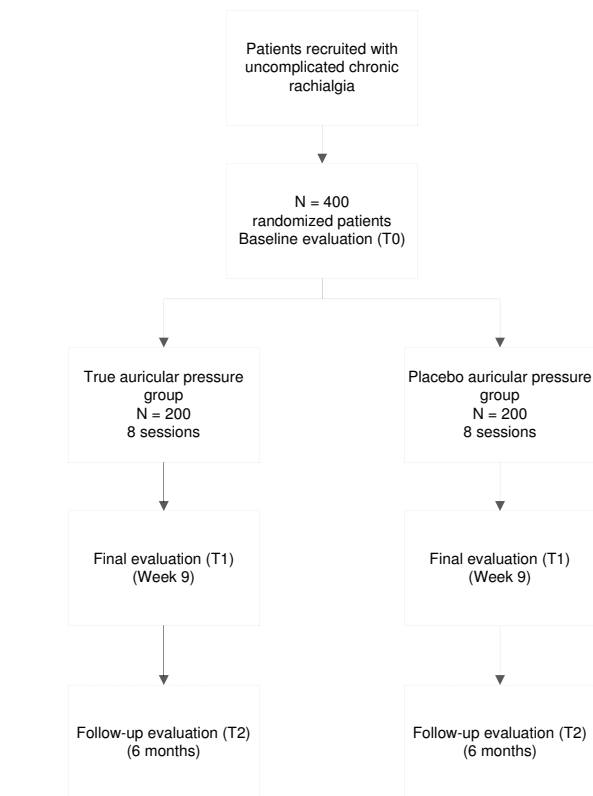 Patients recruited with
uncomplicated chronic
rachialgia
N = 400
randomized patients
Baseline evaluation (T0)
True auricular pressure
group
N = 200
8 sessions
Placebo auricular pressure
group
N = 200
8 sessions
Final evaluation (T1)
(Week 9)
Final evaluation (T1)
(Week 9)
Follow-up evaluation (T2)
(6 months)
Follow-up evaluation (T2)
(6 months)